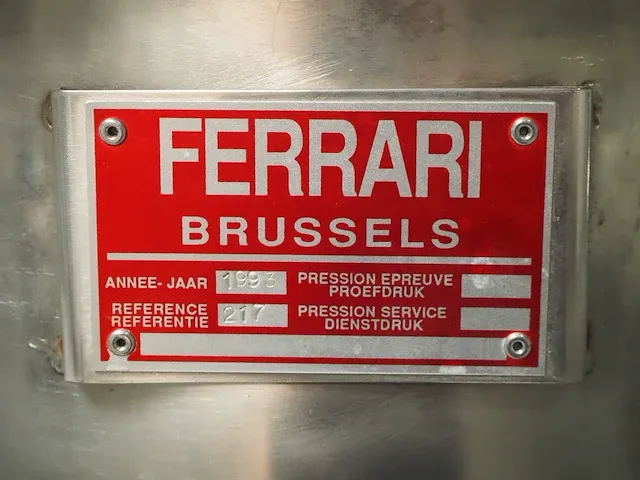 FERRARI
BRUSSELS
ANNEE- JAAR 1993 PRESSION EPREUVE
PROEFDRUK
REFERENCE
REFERENTIE 217 PRESSION SERVICE
DIENSTDRUK